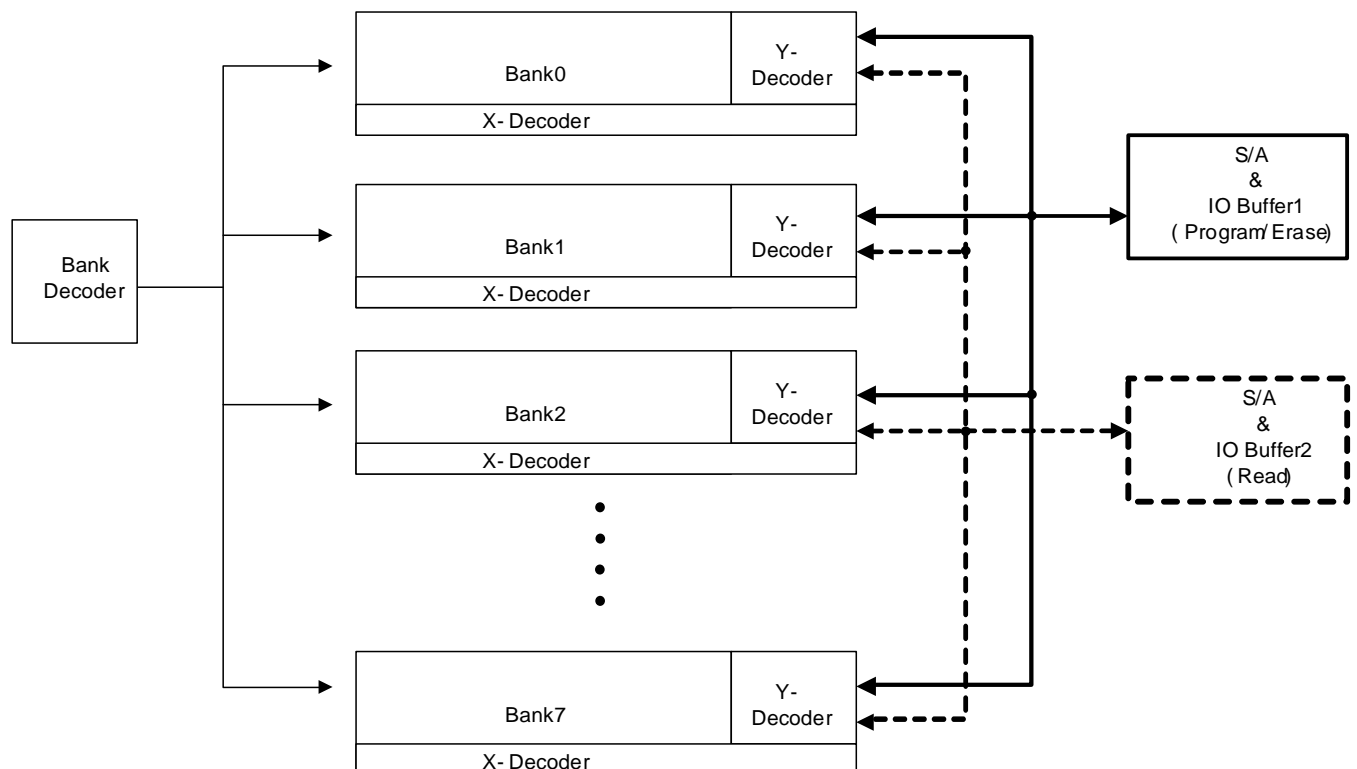 Bank
Decoder
Bank0
Y-
Decoder
X- Decoder
Bank1
Y-
Decoder
X- Decoder
Bank2
Y-
Decoder
X- Decoder
Bank7
Y-
Decoder
X- Decoder
S/A
&
IO Buffer1
( Program/ Erase)
S/A
&
IO Buffer2
( Read)